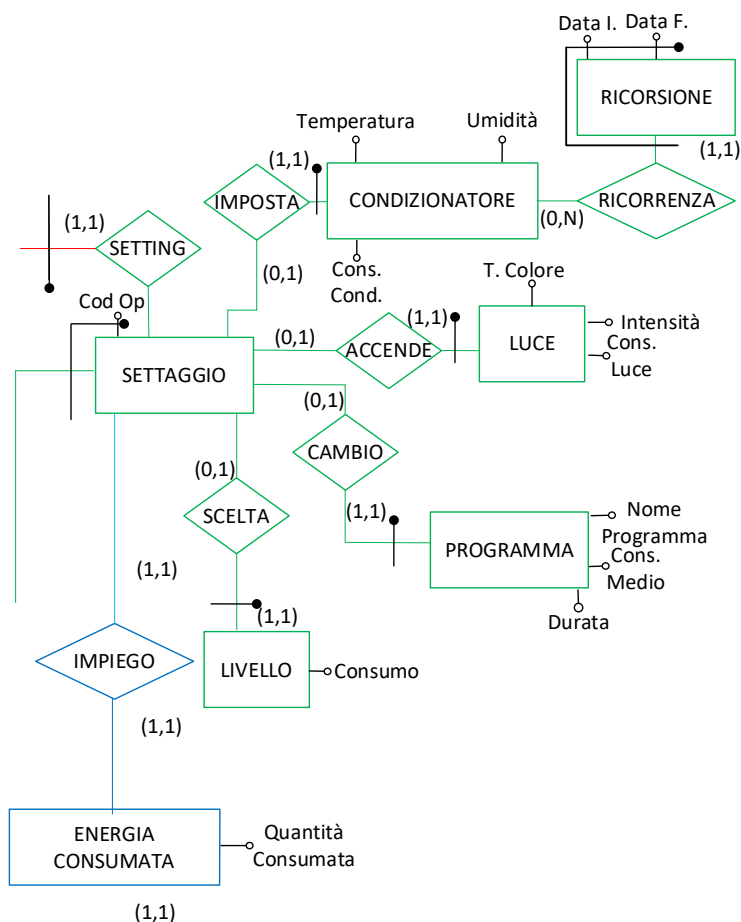 Data I.
Data F.
RICORSIONE
(1,1)
Temperatura
Umidità
(1,1)
IMPOSTA
CONDIZIONATORE
RICORRENZA
(0,N)
(1,1)
SETTING
(0,1)
Cons.
Cond.
T. Colore
Cod Op
(0,1)
(1,1)
Intensità
Cons.
Luce
ACCENDE
LUCE
SETTAGGIO
(0,1)
CAMBIO
(0,1)
SCELTA
(1,1)
Nome
Programma
PROGRAMMA
Cons.
Medio
(1,1)
Durata
(1,1)
IMPIEGO
LIVELLO
Consumo
(1,1)
ENERGIA
CONSUMATA
Quantità
Consumata
(1,1)